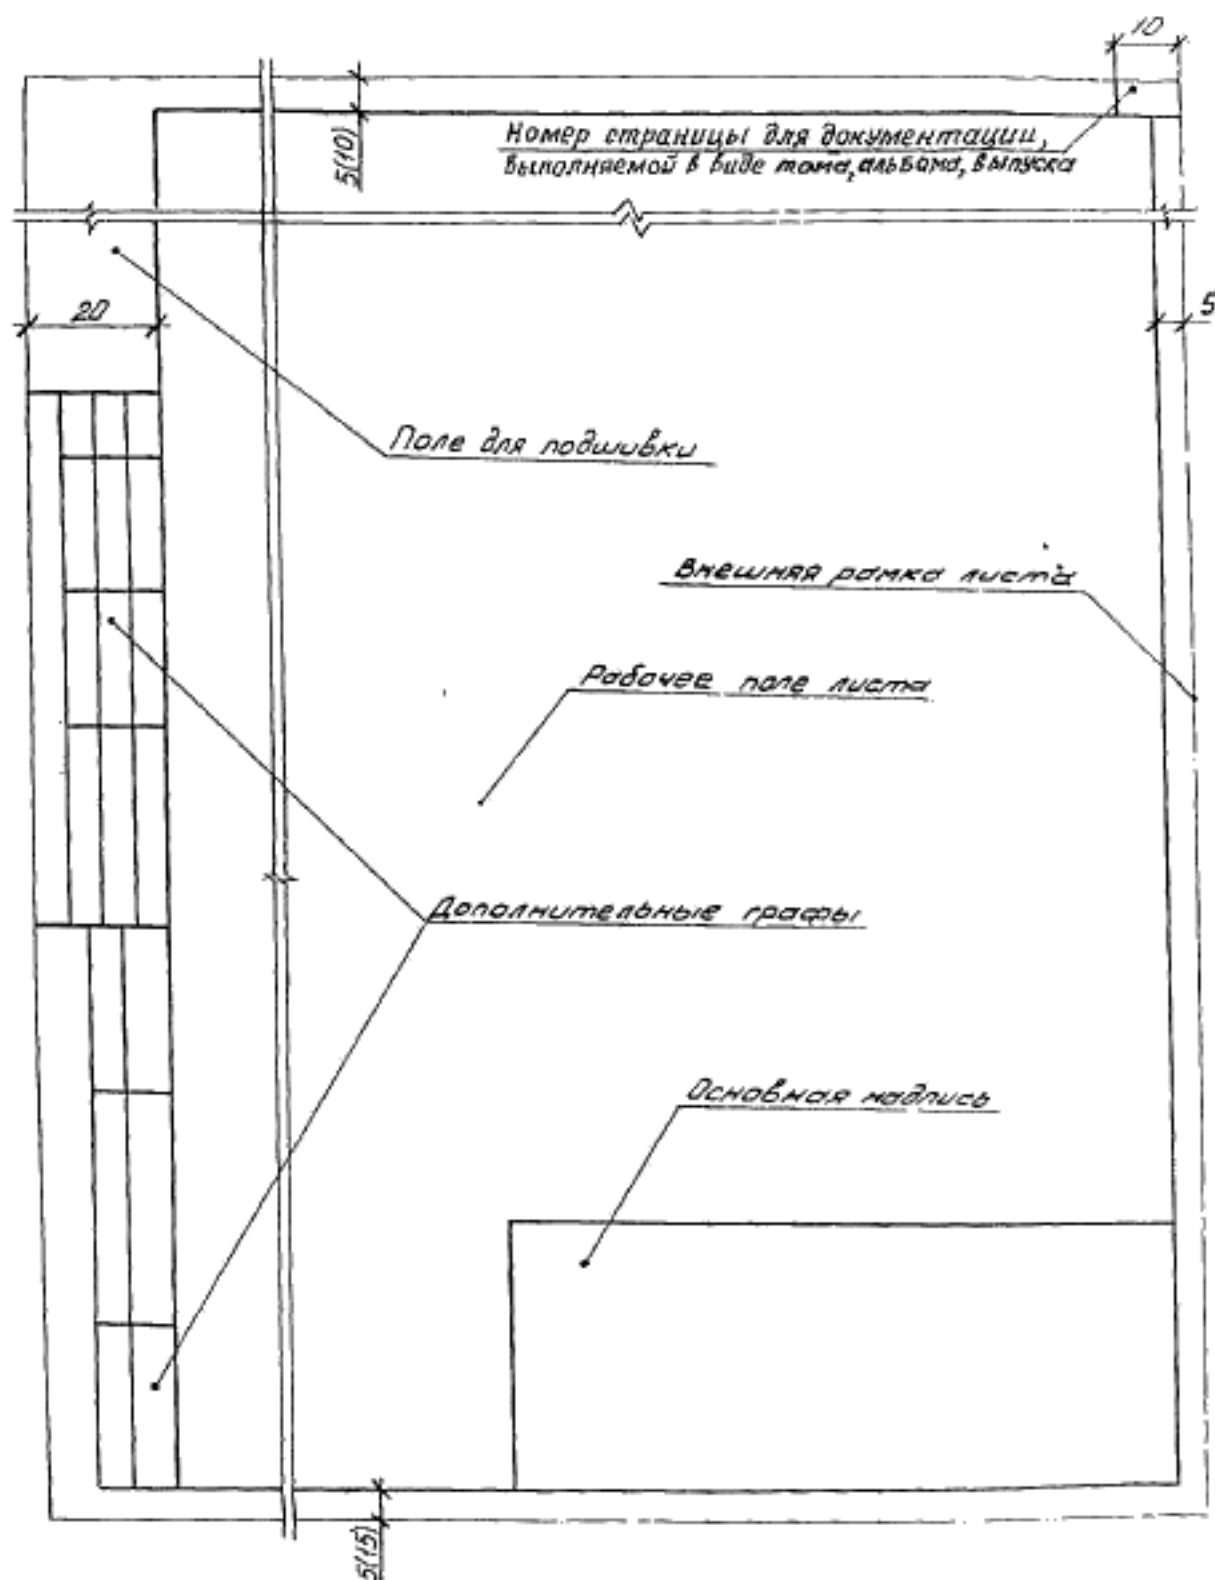 10
5(10)
Номер страницы для документации,
выполняемой в виде тома, альбома, выпуска
20
5
Поле для подшивки
Внешняя рамка листа
Рабочее поле листа
Дополнительные графы
Основная надпись
5(15)